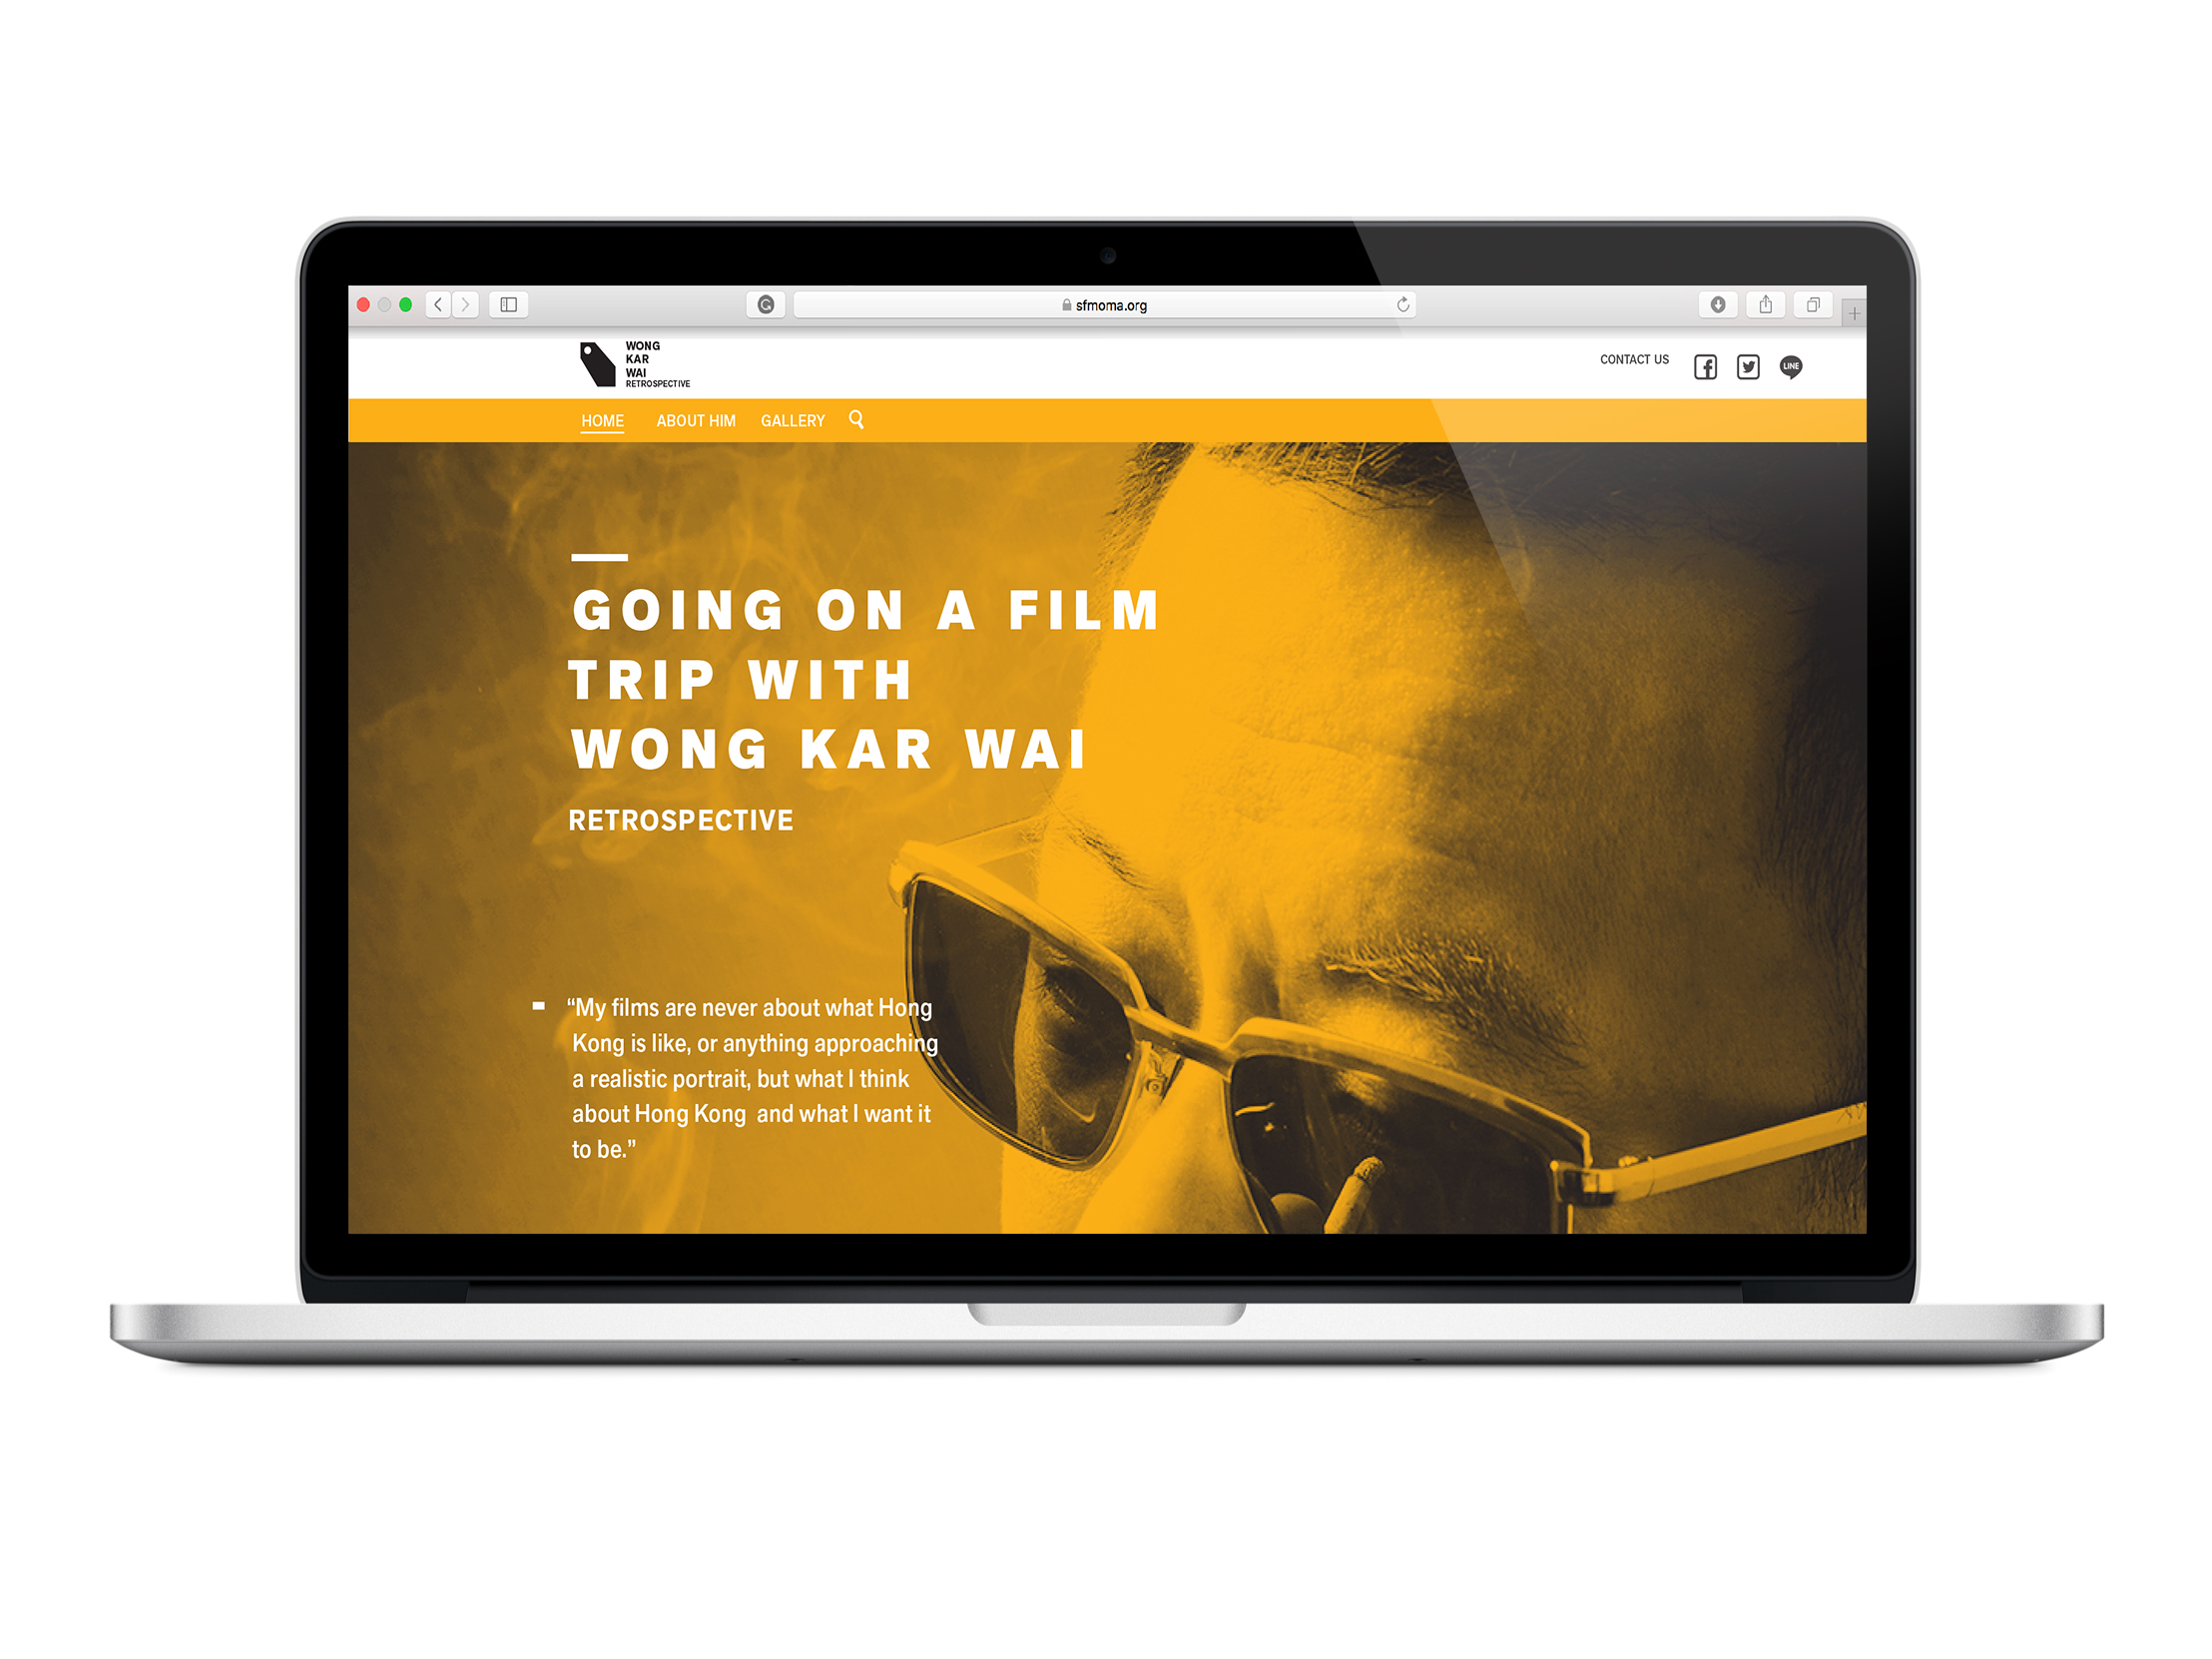 sfmoma.org
WONG
KAR
WAI
RETROSPECTIVE
CONTACT US
LINE
HOME ABOUT HIM GALLERY
GOING ON A FILM
TRIP WITH
WONG KAR WAI
RETROSPECTIVE
“My films are never about what Hong
Kong is like, or anything approaching
a realistic portrait, but what I think
about Hong Kong and what I want it
to be.”